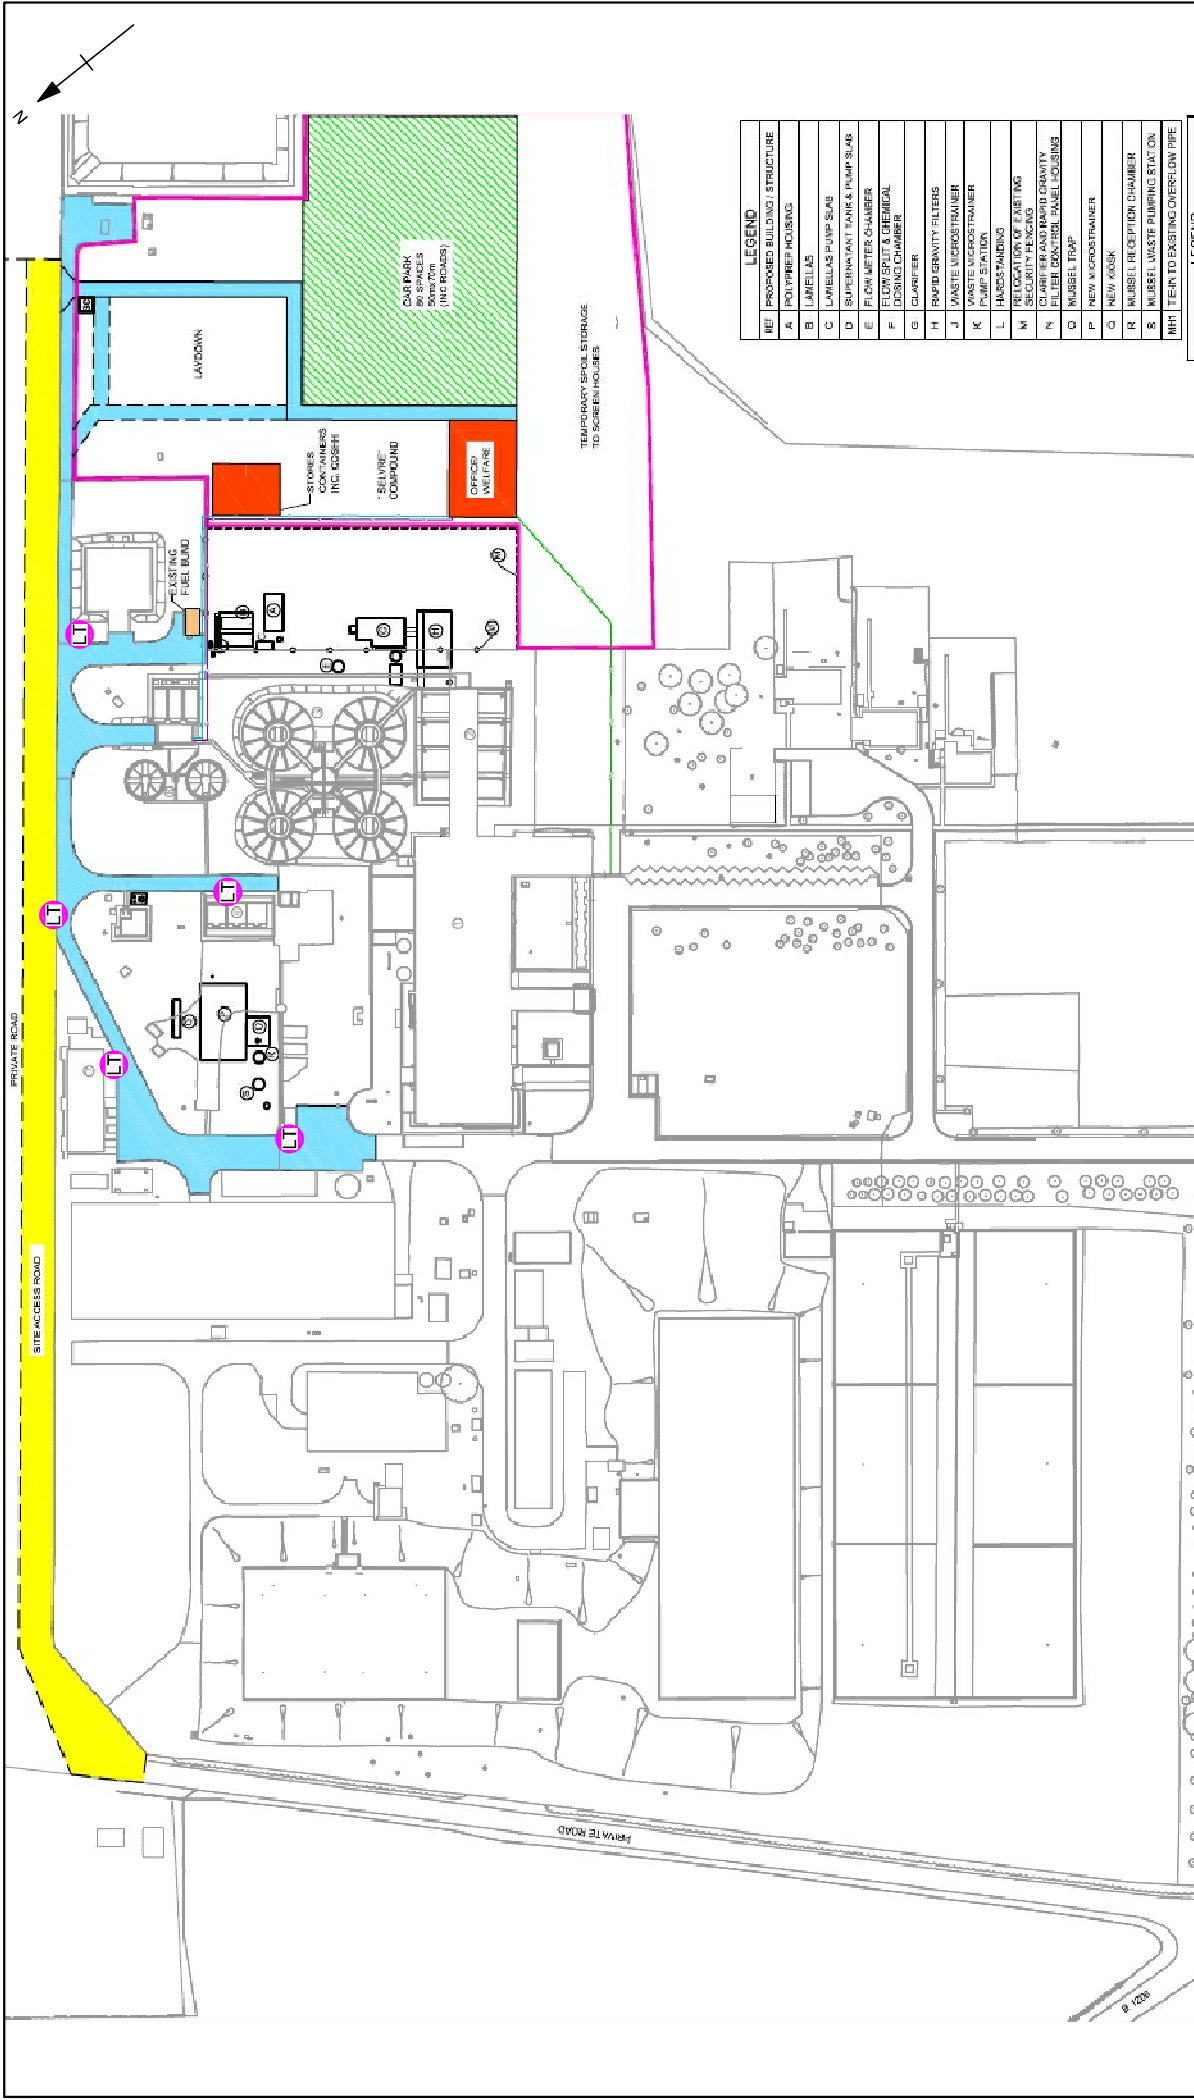 N
PRIVATE ROAD
SITE ACCESS ROAD
LAYDOWN
CAR PARK
80 SPACES
50m x 70m
(INC ROADS)
STORES
CONTAINERS
INC. COSHH
OFFICE/
WELFARE
COMPOUND
TEMPORARY SPOIL STORAGE
TO SCREEN HOUSES
EXISTING
FUEL BUND
LT
LT
LT
LT
LT
A
G
H
PRIVATE ROAD
LEGEND
REF PROPOSED BUILDING / STRUCTURE
A POLYMER HOUSING
B LAMELLAS
C LAMELLAS PUMP SLAB
D SUPERNATANT TANK & PUMP SLAB
E FLOWMETER CHAMBER
F FLOW SPLIT & CHEMICAL
DOSING CHAMBER
G CLARIFIER
H RAPID GRAVITY FILTERS
J WASTE MICROSTRAINER
K WASTE MICROSTRAINER
PUMP STATION
L HARDSTANDING
M RELOCATION OF EXISTING
SECURITY FENCING
N CLARIFIER AND RAPID GRAVITY
FILTER CONTROL PANEL HOUSING
MUSSEL TRAP
P NEW MICROSTRAINER
NEW KIOSK
R MUSSEL RECEPTION CHAMBER
S MUSSEL WASTE PUMPING STATION
MH1 TIE-IN TO EXISTING OVERFLOW PIPE